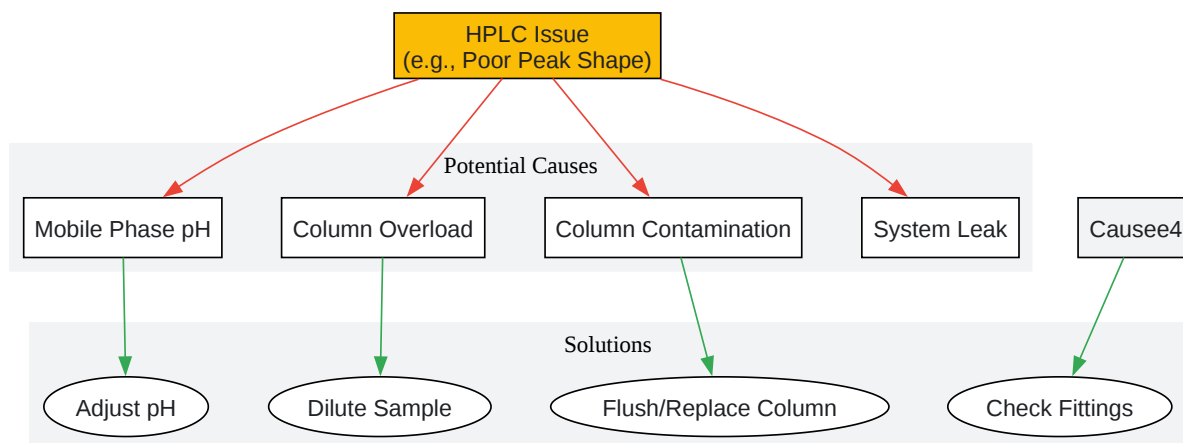 HPLC Issue
(e.g., Poor Peak Shape)
Potential Causes
Mobile Phase pH
Column Overload
Column Contamination
System Leak
Causee4
Solutions
Adjust pH
Dilute Sample
Flush/Replace Column
Check Fittings